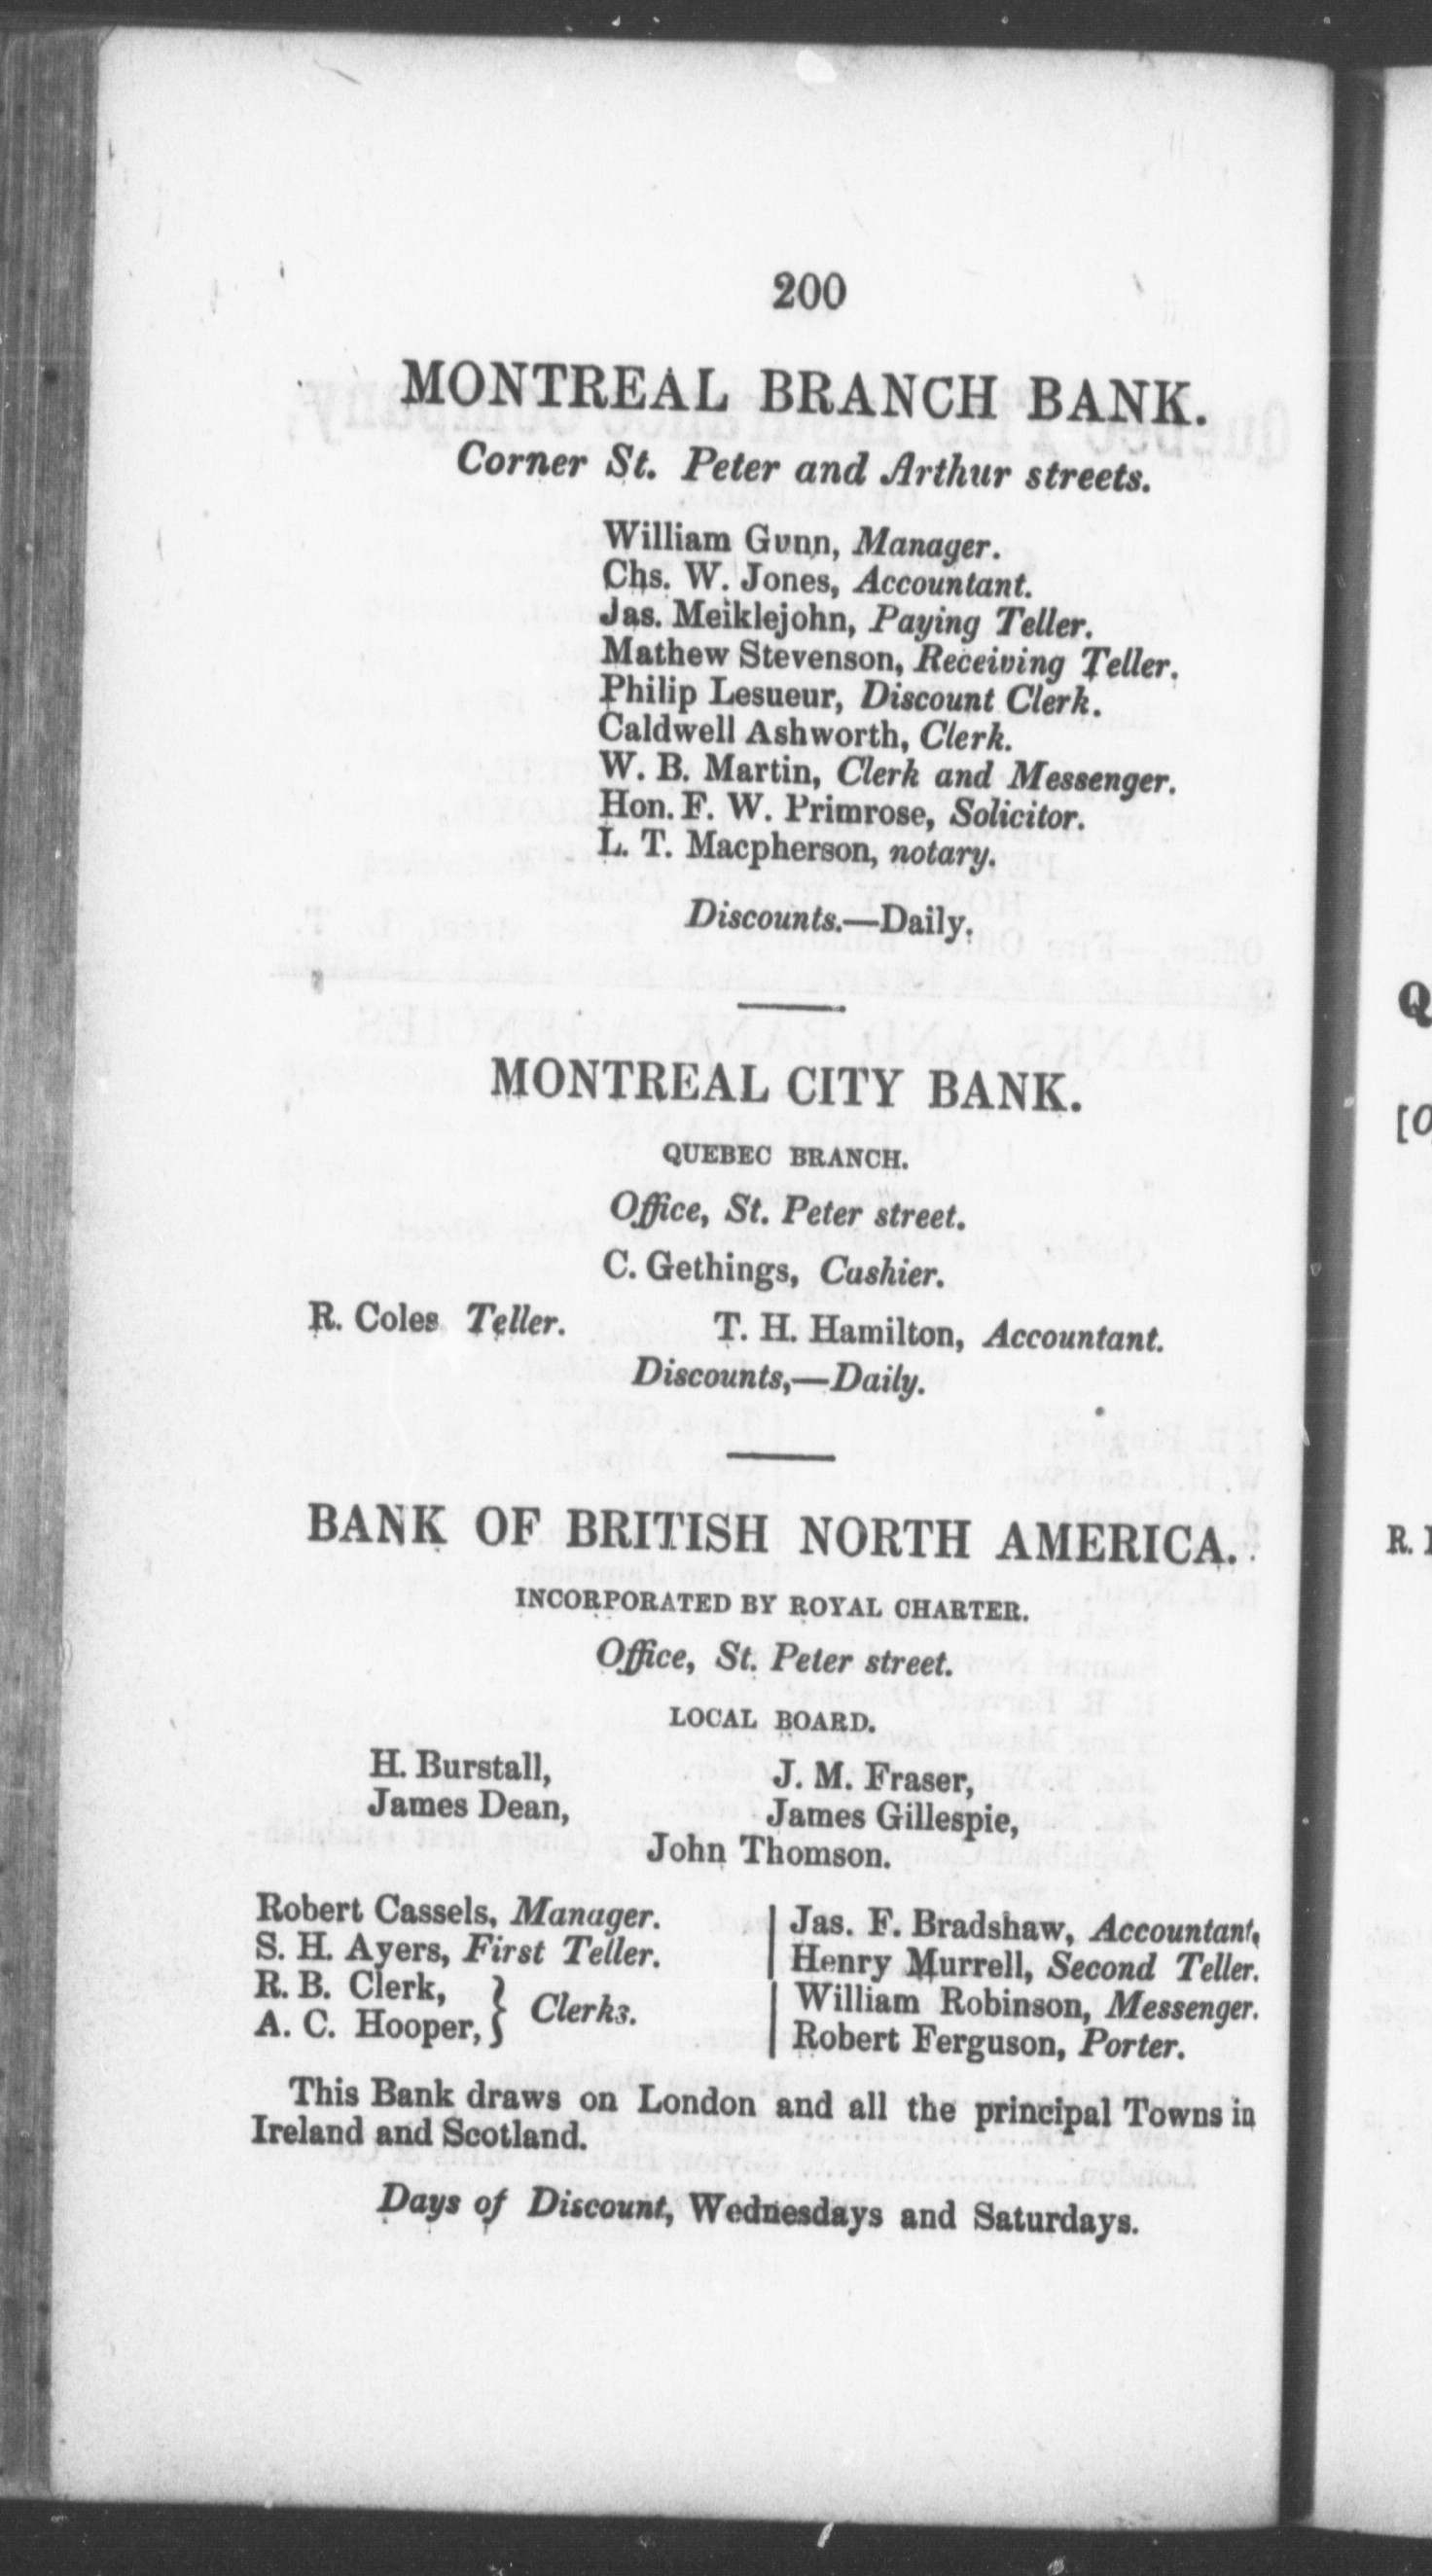 200
MONTREAL BRANCH BANK.
Corner St. Peter and Arthur streets.
William Gunn, Manager.
Chs. W. Jones, Accountant.
Jas. Meiklejohn, Paying Teller.
Mathew Stevenson, Receiving Teller.
Philip Lesueur, Discount Clerk.
Caldwell Ashworth, Clerk.
W. B. Martin, Clerk and Messenger.
Hon. F. W. Primrose, Solicitor.
L. T. Macpherson, notary.
Discounts.—Daily.
MONTREAL CITY BANK.
QUEBEC BRANCH.
Office, St. Peter street.
C. Gethings, Cashier.
R. Coles Teller. T. H. Hamilton, Accountant.
Discounts,—Daily.
BANK OF BRITISH NORTH AMERICA.
INCORPORATED BY ROYAL CHARTER.
Office, St. Peter street.
LOCAL BOARD.
H. Burstall, J. M. Fraser,
James Dean, James Gillespie,
John Thomson.
Robert Cassels, Manager. | Jas. F. Bradshaw, Accountant,
S. H. Ayers, First Teller. | Henry Murrell, Second Teller.
R. B. Clerk, } Clerks. | William Robinson, Messenger.
A. C. Hooper, } | Robert Ferguson, Porter.
This Bank draws on London and all the principal Towns in
Ireland and Scotland.
Days of Discount, Wednesdays and Saturdays.